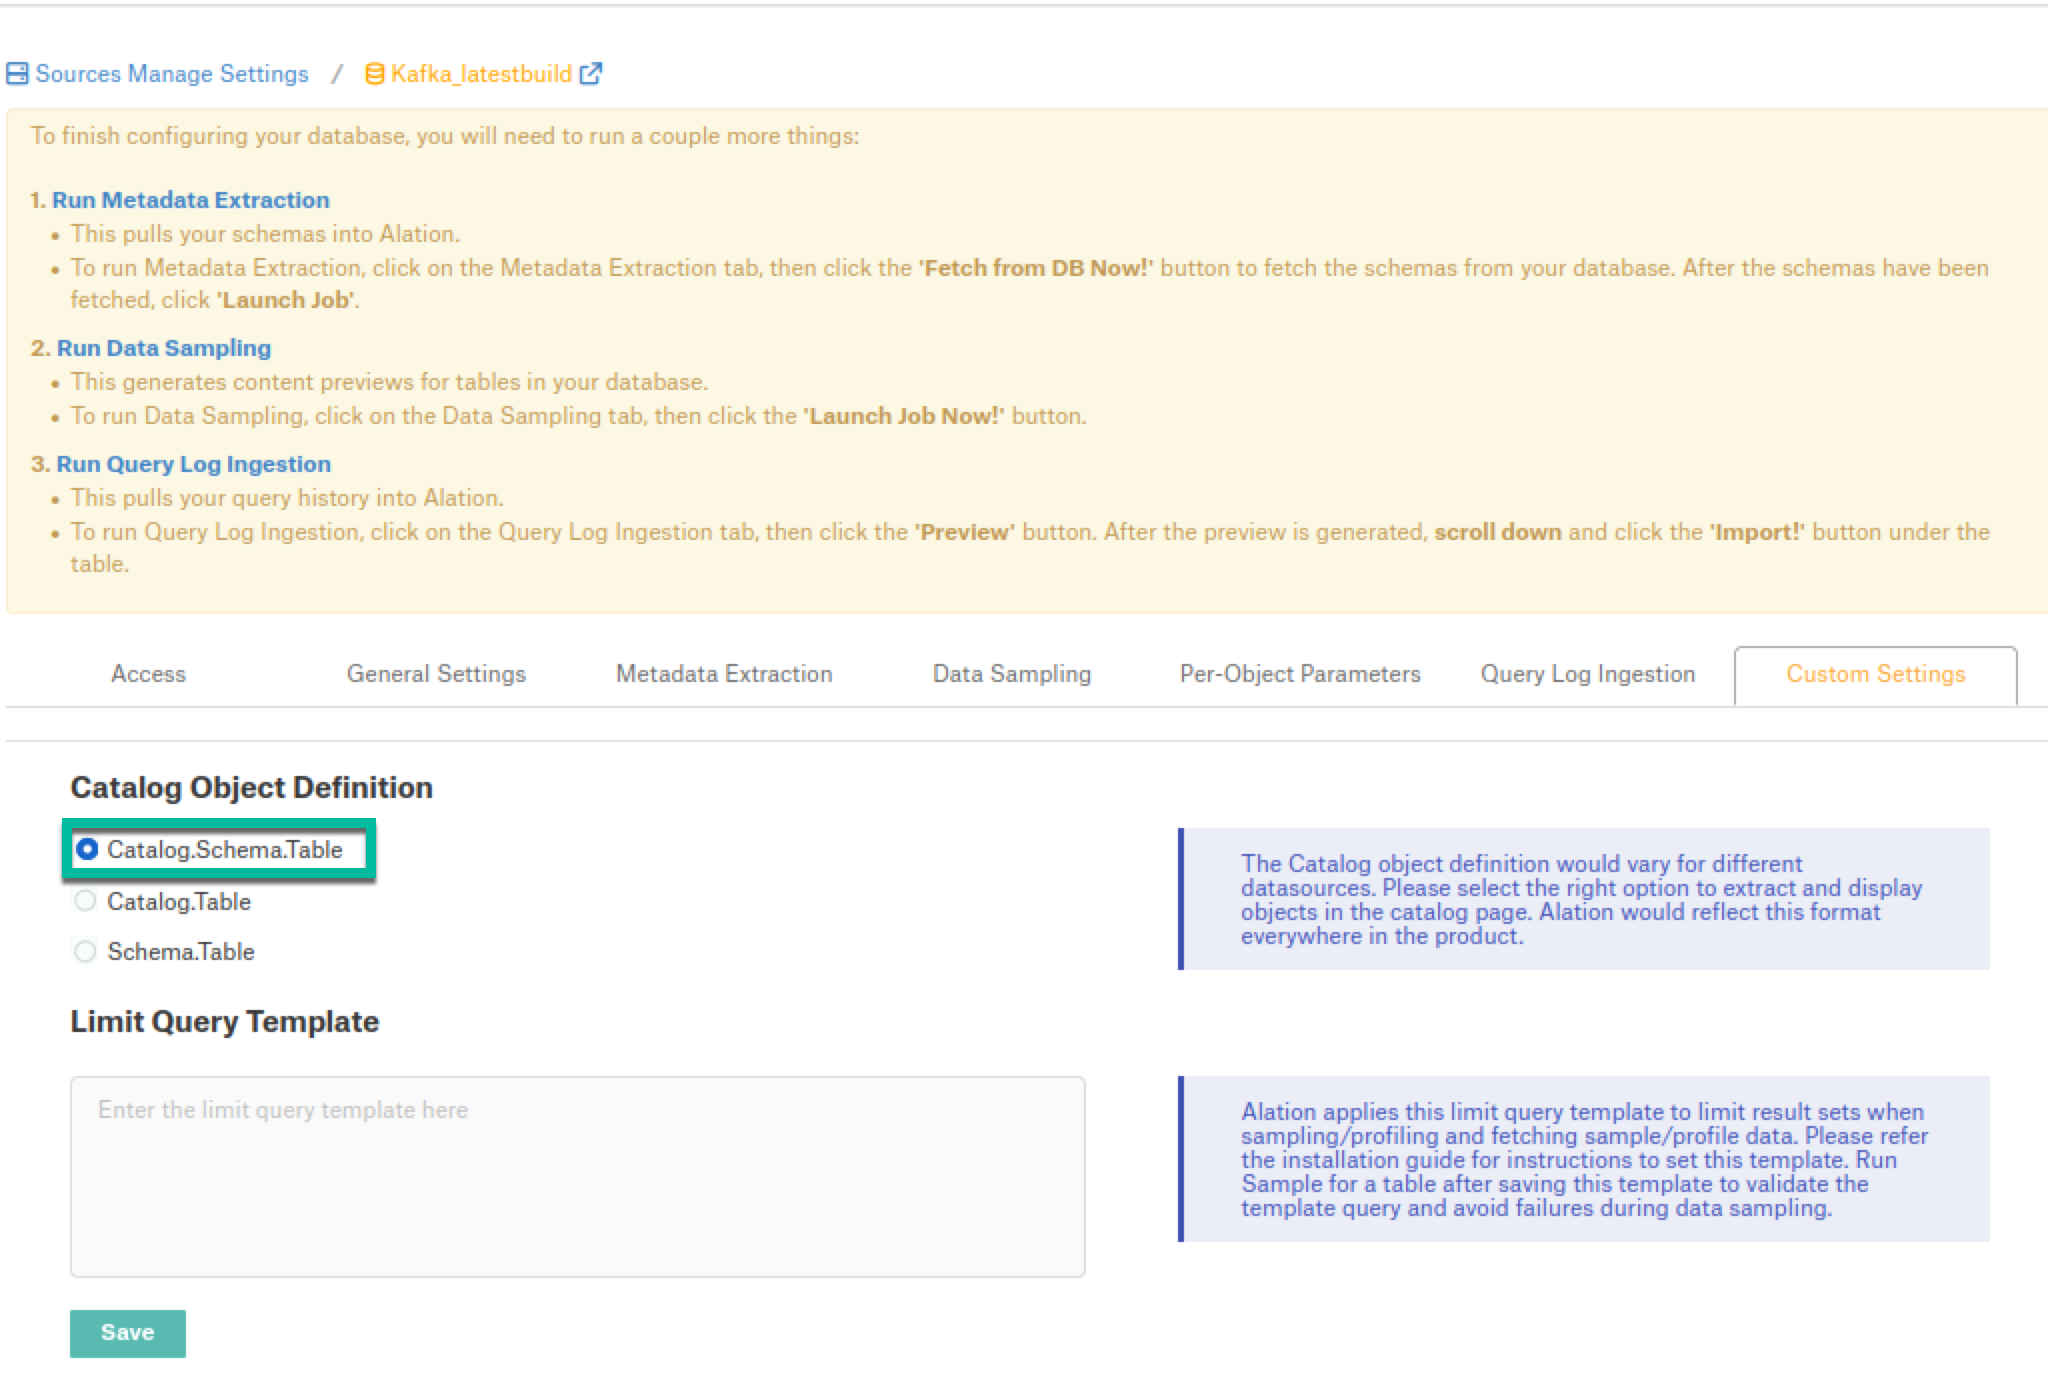 Sources Manage Settings / Kafka_latestbuild
To finish configuring your database, you will need to run a couple more things:
1. Run Metadata Extraction
• This pulls your schemas into Alation.
• To run Metadata Extraction, click on the Metadata Extraction tab, then click the 'Fetch from DB Now!' button to fetch the schemas from your database. After the schemas have been
fetched, click 'Launch Job'.
2. Run Data Sampling
• This generates content previews for tables in your database.
• To run Data Sampling, click on the Data Sampling tab, then click the 'Launch Job Now!' button.
3. Run Query Log Ingestion
• This pulls your query history into Alation.
• To run Query Log Ingestion, click on the Query Log Ingestion tab, then click the 'Preview' button. After the preview is generated, scroll down and click the 'Import!' button under the
table.
Access General Settings Metadata Extraction Data Sampling Per-Object Parameters Query Log Ingestion Custom Settings
Catalog Object Definition
Catalog.Schema.Table
Catalog.Table
Schema.Table
The Catalog object definition would vary for different
datasources. Please select the right option to extract and display
objects in the catalog page. Alation would reflect this format
everywhere in the product.
Limit Query Template
Enter the limit query template here
Alation applies this limit query template to limit result sets when
sampling/profiling and fetching sample/profile data. Please refer
the installation guide for instructions to set this template. Run
Sample for a table after saving this template to validate the
template query and avoid failures during data sampling.
Save